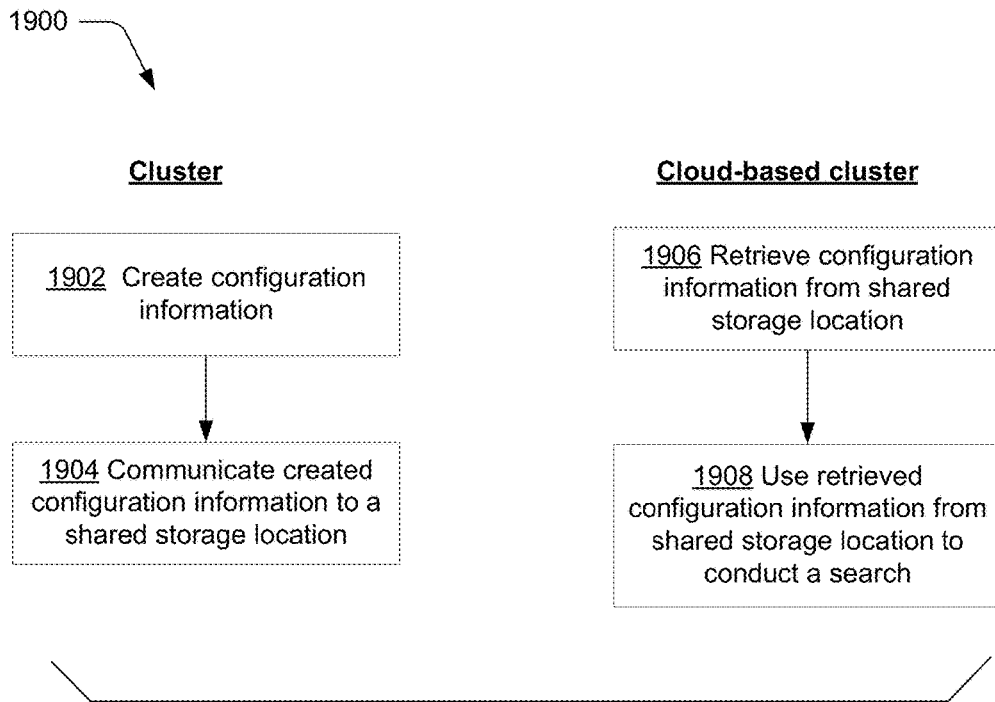 1900
Cluster
1902 Create configuration
information
1904 Communicate created
configuration information to a
shared storage location
Cloud-based cluster
1906 Retrieve configuration
information from shared
storage location
1908 Use retrieved
configuration information from
shared storage location to
conduct a search